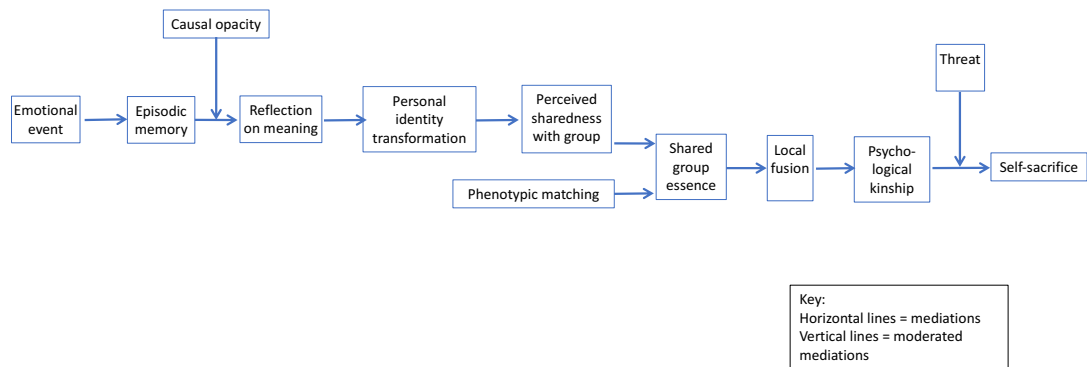 Causal opacity
Threat
Emotional
event
Episodic
memory
Reflection
on meaning
Personal
identity
transformation
Perceived
sharedness
with group
Shared
group
essence
Local
fusion
Psycho-
logical
kinship
Self-sacrifice
Phenotypic matching
Key:
Horizontal lines = mediations
Vertical lines = moderated
mediations